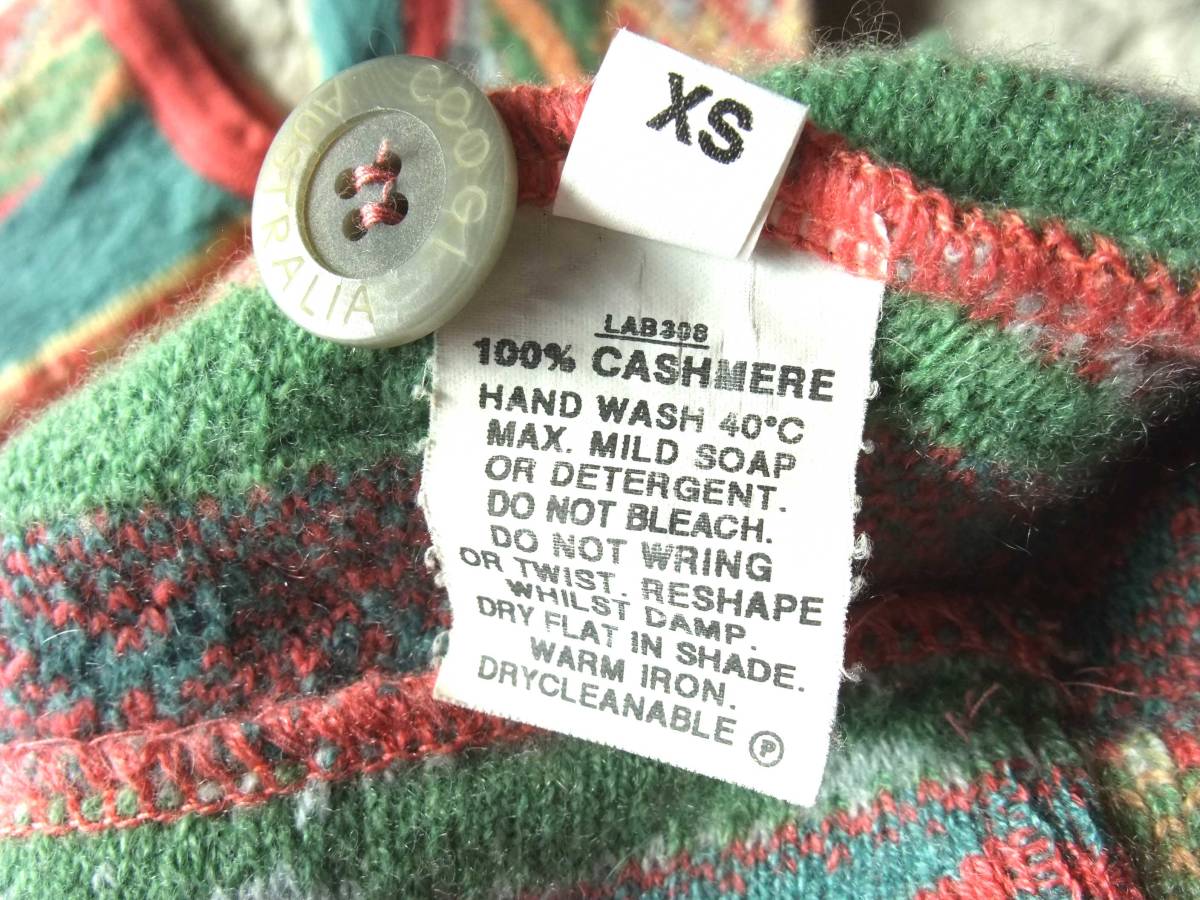 COOGI
AUSTRALIA
XS
LAB398
100% CASHMERE
HAND WASH 40°C
MAX. MILD SOAP
OR DETERGENT.
DO NOT BLEACH.
DO NOT WRING
OR TWIST. RESHAPE
WHILST DAMP.
DRY FLAT IN SHADE.
WARM IRON.
DRYCLEANABLE Ⓟ